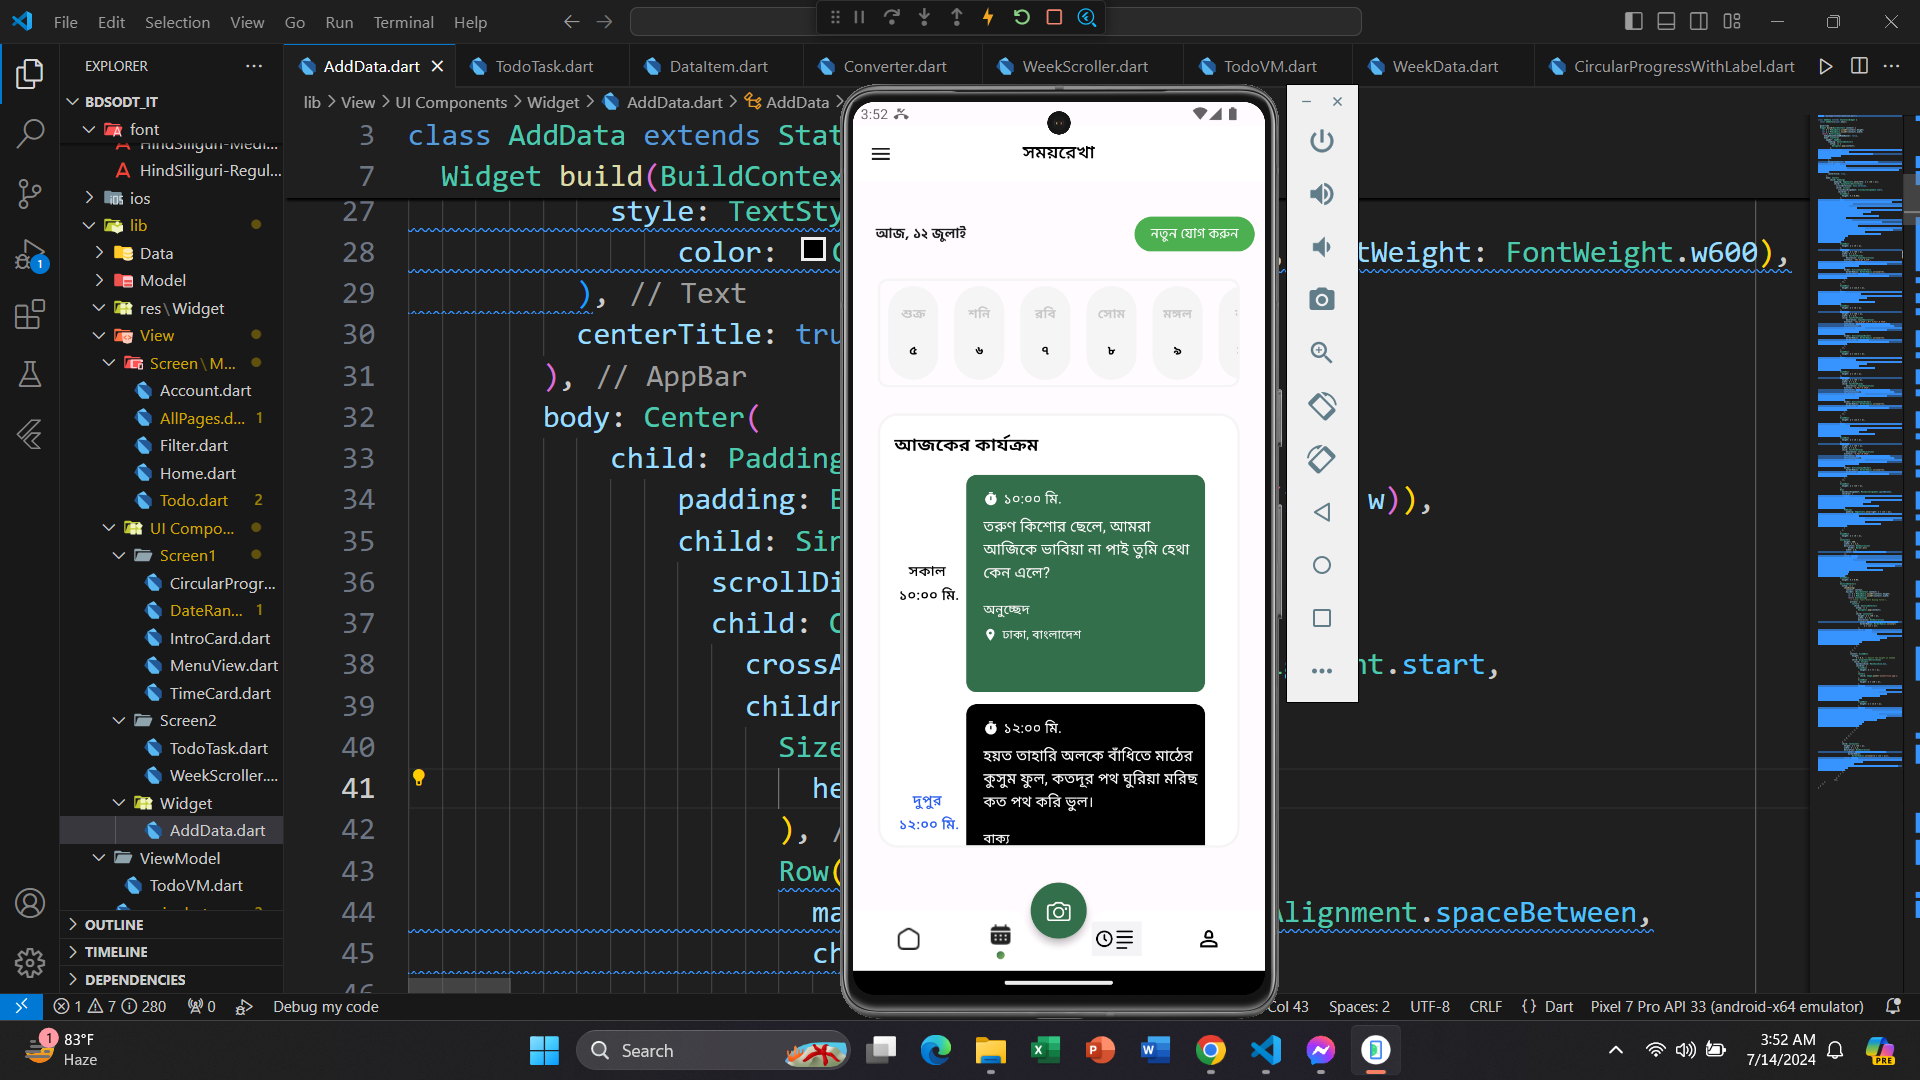 File Edit Selection View Go Run Terminal Help
EXPLORER
BDSODT_IT
font
HindSiliguri-Medi...
HindSiliguri-Regul...
ios
lib
Data
Model
res\Widget
View
Screen\M...
Account.dart
AllPages.d... 1
Filter.dart
Home.dart
Todo.dart 2
UI Compo...
Screen1
CircularProgr...
DateRan... 1
IntroCard.dart
MenuView.dart
TimeCard.dart
Screen2
TodoTask.dart
WeekScroller....
Widget
AddData.dart
ViewModel
TodoVM.dart
OUTLINE
TIMELINE
DEPENDENCIES
1
AddData.dart TodoTask.dart DataItem.dart Converter.dart WeekScroller.dart TodoVM.dart WeekData.dart CircularProgressWithLabel.dart
lib > View > UI Components > Widget > AddData.dart > AddData
3 class AddData extends Stat
7 Widget build(BuildContex
27 style: TextSty
28 color: , tWeight: FontWeight.w600),
29 ), // Text
30 centerTitle: tru
31 ), // AppBar
32 body: Center(
33 child: Padding
34 padding: E w)),
35 child: Sin
36 scrollDi
37 child: C
38 crossA nt.start,
39 childr
40 Size
41 he
42 ), /
43 Row(
44 ma Alignment.spaceBetween,
45 ch
46
3:52
সময়রেখা
আজ, ১২ জুলাই
নতুন যোগ করুন
শুক্র শনি রবি সোম মঙ্গল
৫ ৬ ৭ ৮ ৯
আজকের কার্যক্রম
১০:০০ মি.
তরুণ কিশোর ছেলে, আমরা
আজিকে ভাবিয়া না পাই তুমি হেথা
কেন এলে?
সকাল
১০:০০ মি.
অনুচ্ছেদ
ঢাকা, বাংলাদেশ
১২:০০ মি.
হয়ত তাহারি অলকে বাঁধিতে মাঠের
কুসুম ফুল, কতদূর পথ ঘুরিয়া মরিছ
কত পথ করি ভুল।
দুপুর
১২:০০ মি.
বাক্য
1 7 280 0 Debug my code
Col 43 Spaces: 2 UTF-8 CRLF {} Dart Pixel 7 Pro API 33 (android-x64 emulator)
1
83°F
Haze
Search
3:52 AM
7/14/2024
PRE